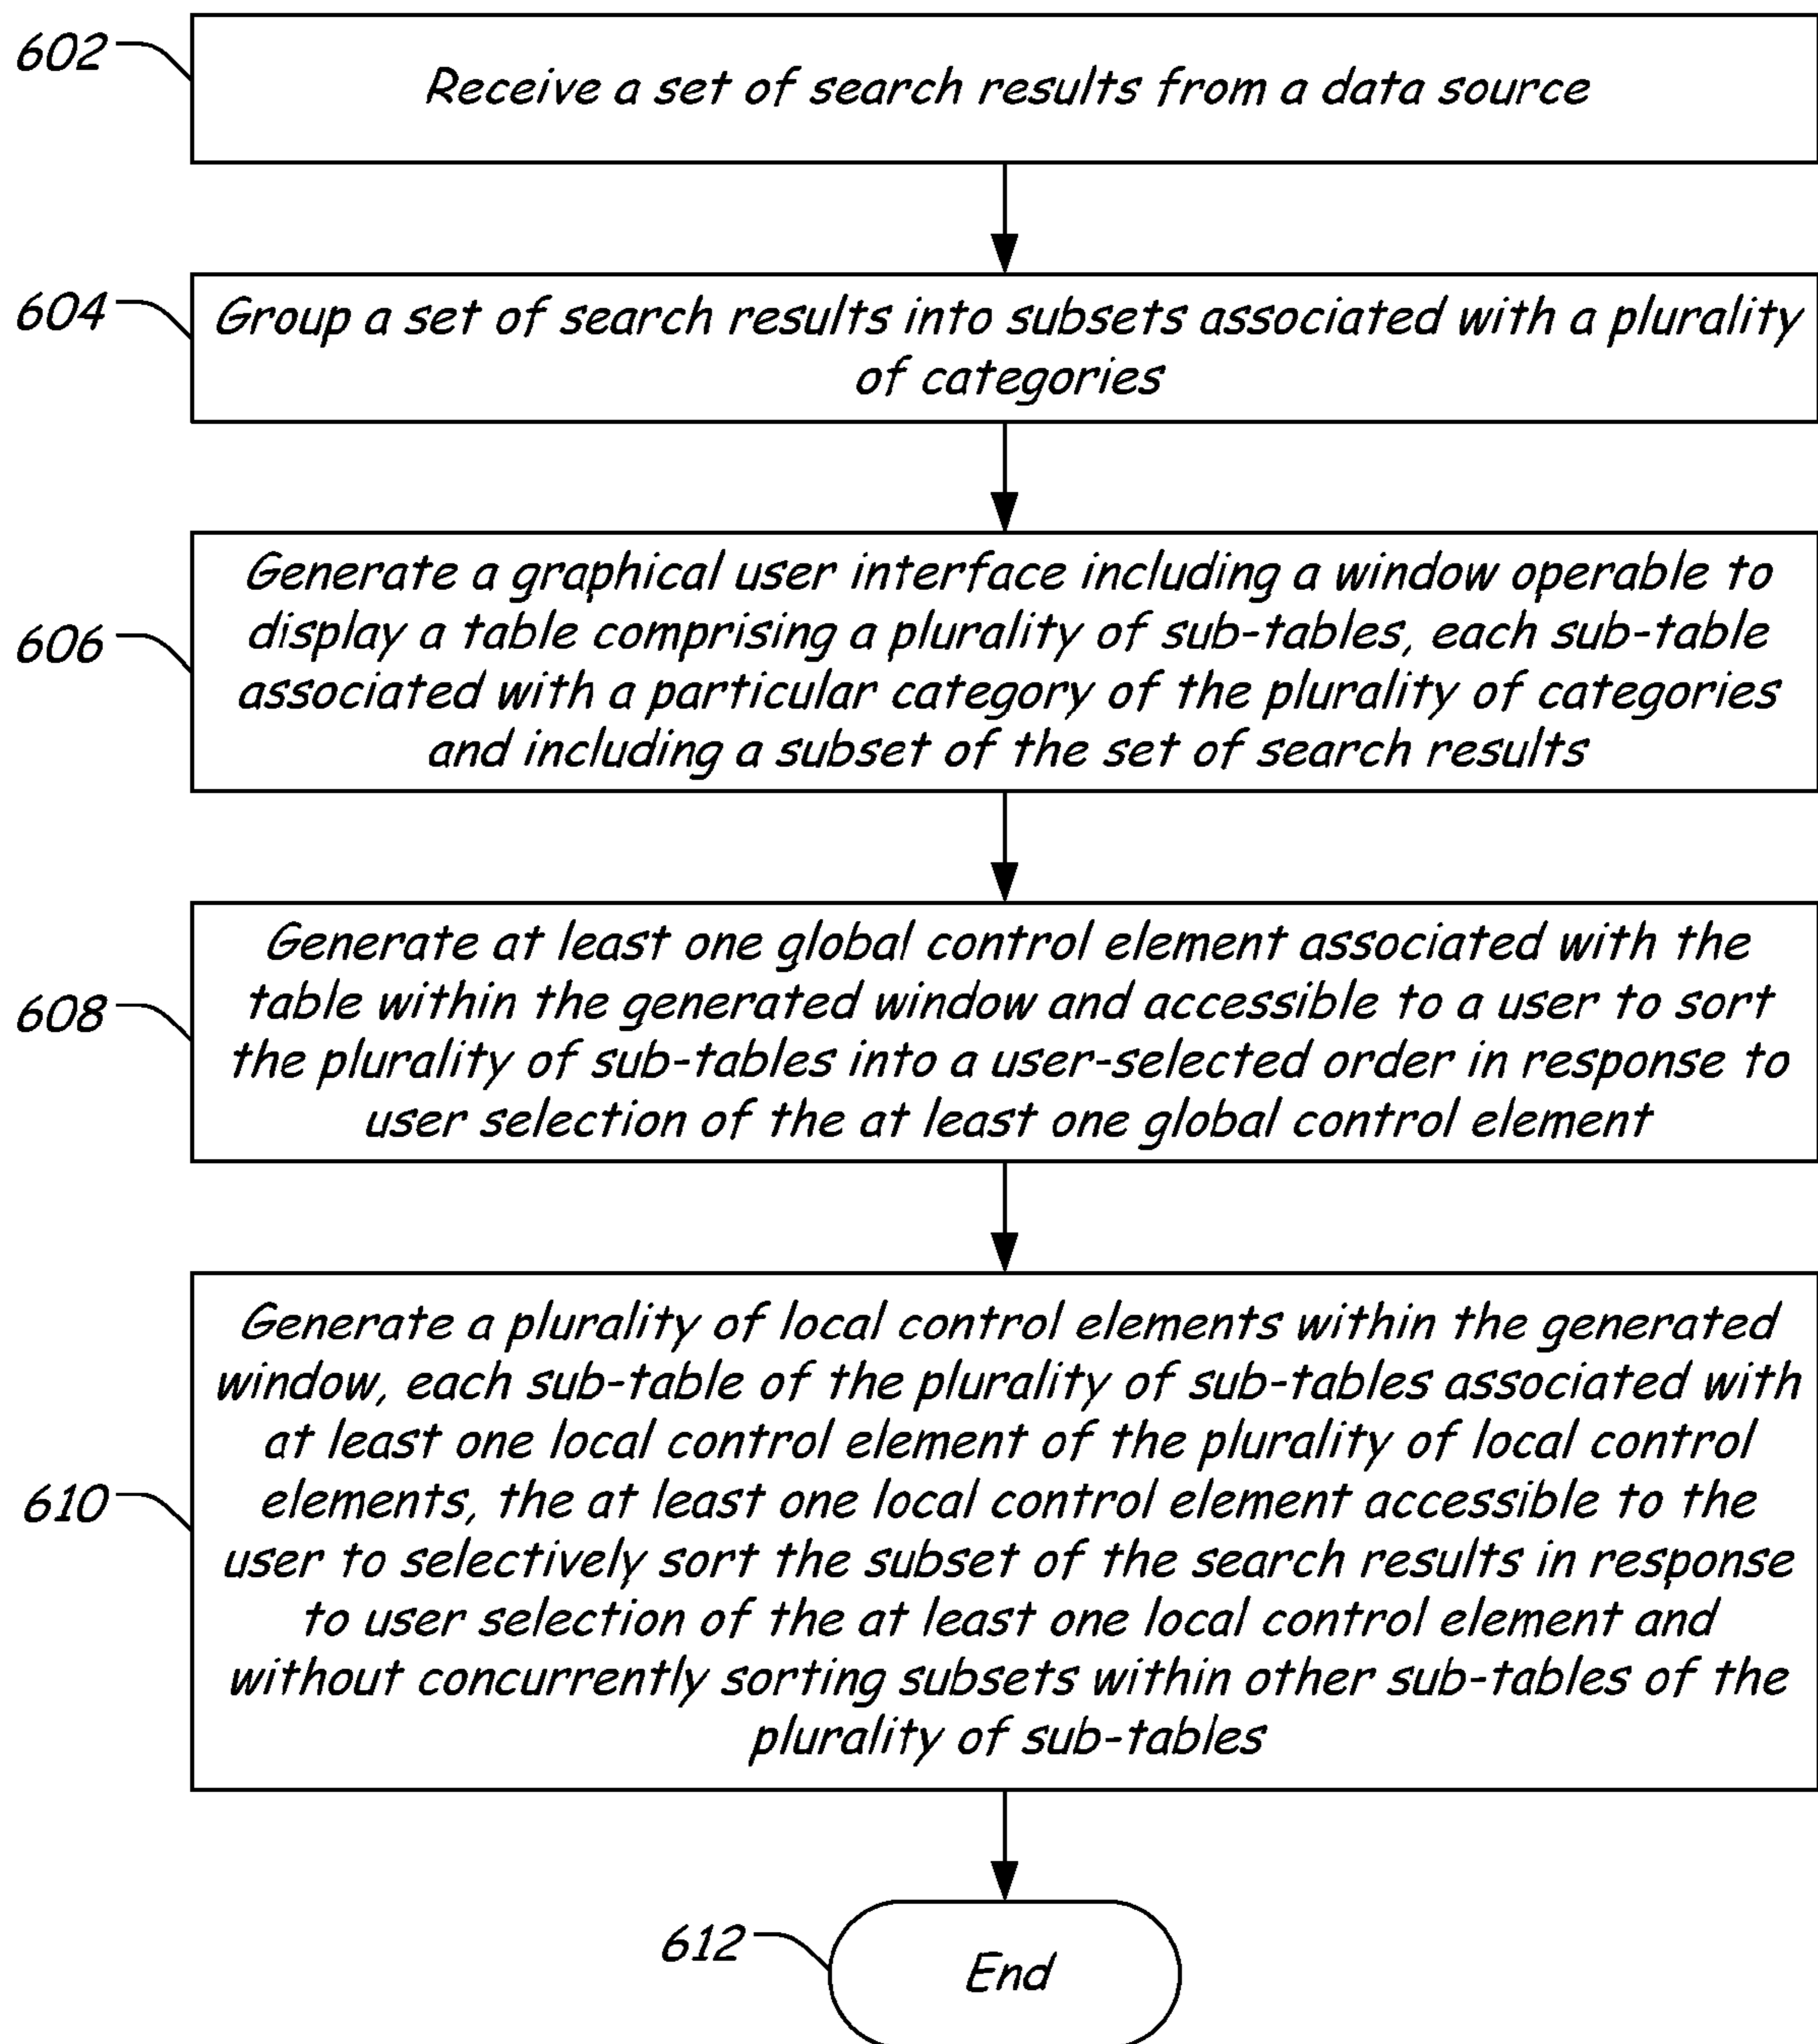 602
Receive a set of search results from a data source
604
Group a set of search results into subsets associated with a plurality
of categories
606
Generate a graphical user interface including a window operable to
display a table comprising a plurality of sub-tables, each sub-table
associated with a particular category of the plurality of categories
and including a subset of the set of search results
608
Generate at least one global control element associated with the
table within the generated window and accessible to a user to sort
the plurality of sub-tables into a user-selected order in response to
user selection of the at least one global control element
610
Generate a plurality of local control elements within the generated
window, each sub-table of the plurality of sub-tables associated with
at least one local control element of the plurality of local control
elements, the at least one local control element accessible to the
user to selectively sort the subset of the search results in response
to user selection of the at least one local control element and
without concurrently sorting subsets within other sub-tables of the
plurality of sub-tables
612
End